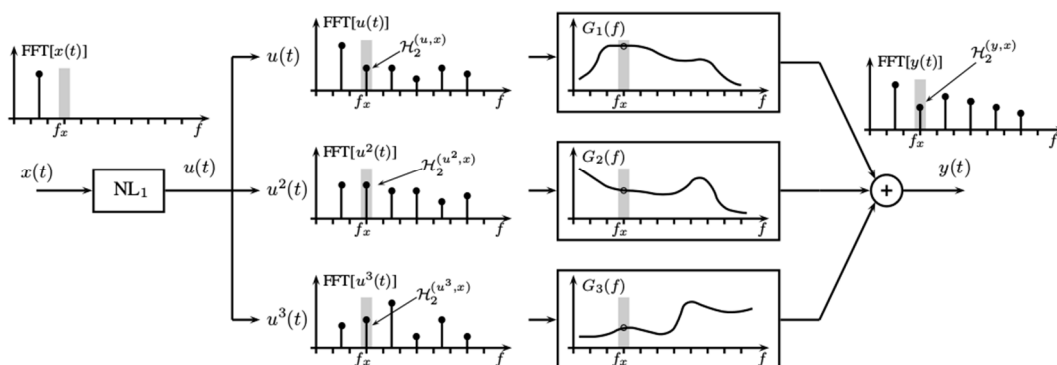 FFT[x(t)]
f_x
f
x(t)
NL₁
u(t)
u(t)
FFT[u(t)]
ℋ₂^(u,x)
f_x
f
G₁(f)
f_x
f
u²(t)
FFT[u²(t)]
ℋ₂^(u²,x)
f_x
f
G₂(f)
f_x
f
u³(t)
FFT[u³(t)]
ℋ₂^(u³,x)
f_x
f
G₃(f)
f_x
f
FFT[y(t)]
ℋ₂^(y,x)
f_x
f
+
y(t)